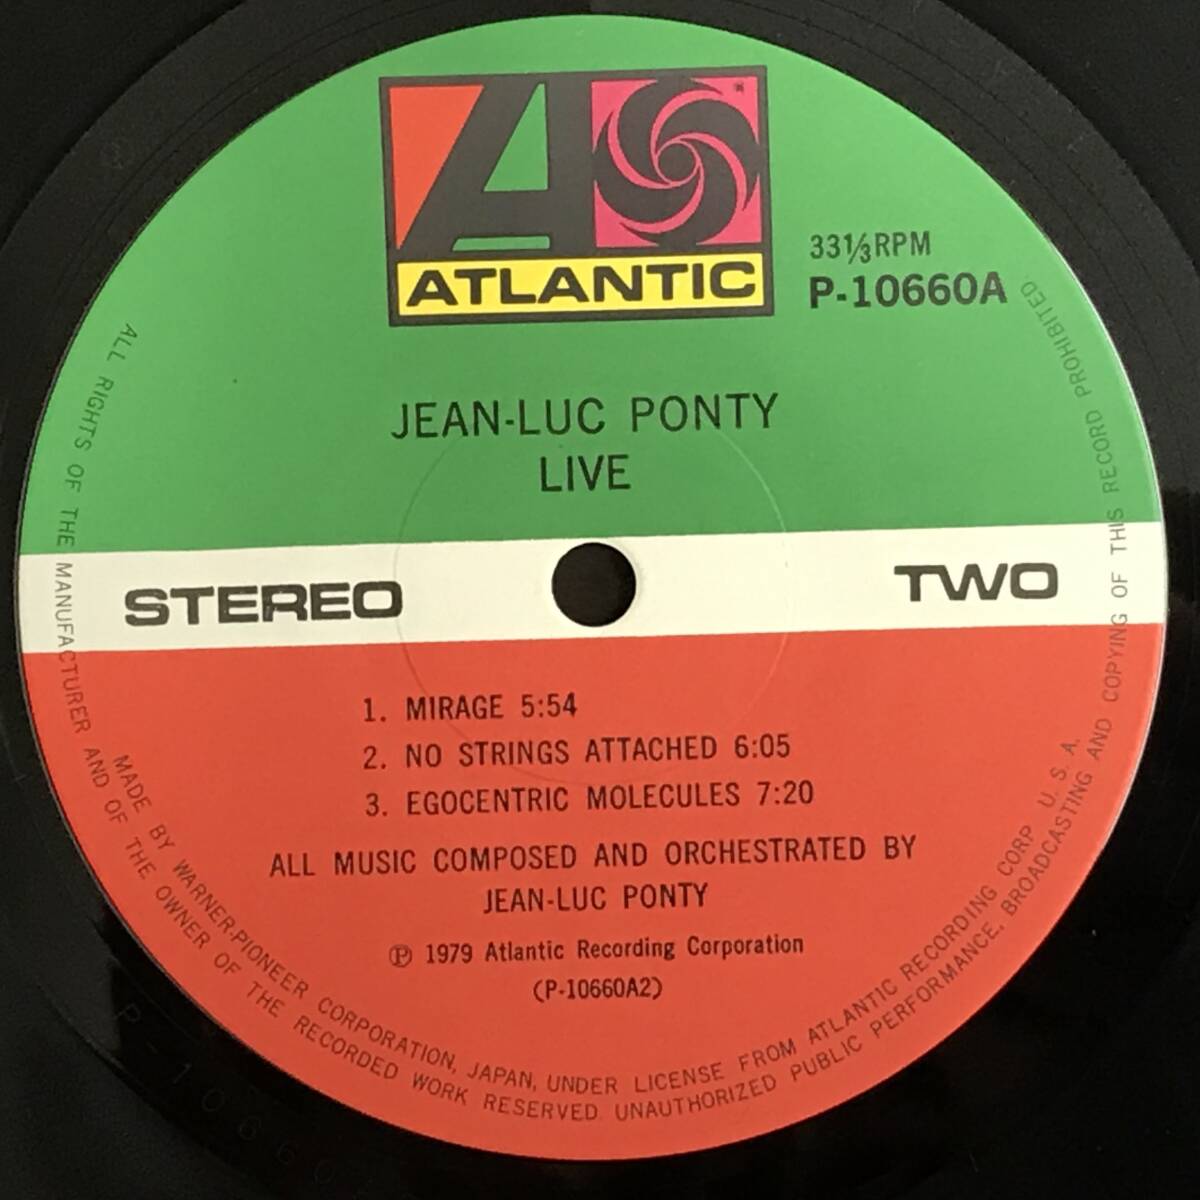 ATLANTIC
33⅓RPM
P-10660A
JEAN-LUC PONTY
LIVE
STEREO
TWO
1. MIRAGE 5:54
2. NO STRINGS ATTACHED 6:05
3. EGOCENTRIC MOLECULES 7:20
ALL MUSIC COMPOSED AND ORCHESTRATED BY
JEAN-LUC PONTY
Ⓟ 1979 Atlantic Recording Corporation
(P-10660A2)
MADE BY WARNER-PIONEER CORPORATION, JAPAN, UNDER LICENSE FROM ATLANTIC RECORDING CORP U. S. A.
ALL RIGHTS OF THE MANUFACTURER AND OF THE OWNER OF THE RECORDED WORK RESERVED UNAUTHORIZED PUBLIC PERFORMANCE, BROADCASTING AND COPYING OF THIS RECORD PROHIBITED
P-10660